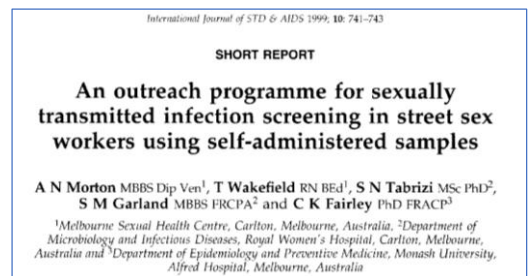 International Journal of STD & AIDS 1999; 10: 741–743
SHORT REPORT
An outreach programme for sexually
transmitted infection screening in street sex
workers using self-administered samples
A N Morton MBBS Dip Ven1, T Wakefield RN BEd1, S N Tabrizi MSc PhD2,
S M Garland MBBS FRCPA2 and C K Fairley PhD FRACP3
1Melbourne Sexual Health Centre, Carlton, Melbourne, Australia, 2Department of
Microbiology and Infectious Diseases, Royal Women's Hospital, Carlton, Melbourne,
Australia and 3Department of Epidemiology and Preventive Medicine, Monash University,
Alfred Hospital, Melbourne, Australia